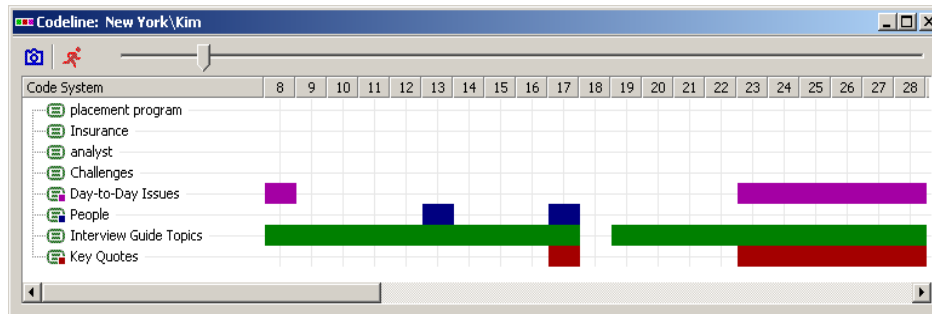 Codeline: New York\Kim
Code System 8 9 10 11 12 13 14 15 16 17 18 19 20 21 22 23 24 25 26 27 28
placement program
Insurance
analyst
Challenges
Day-to-Day Issues
People
Interview Guide Topics
Key Quotes